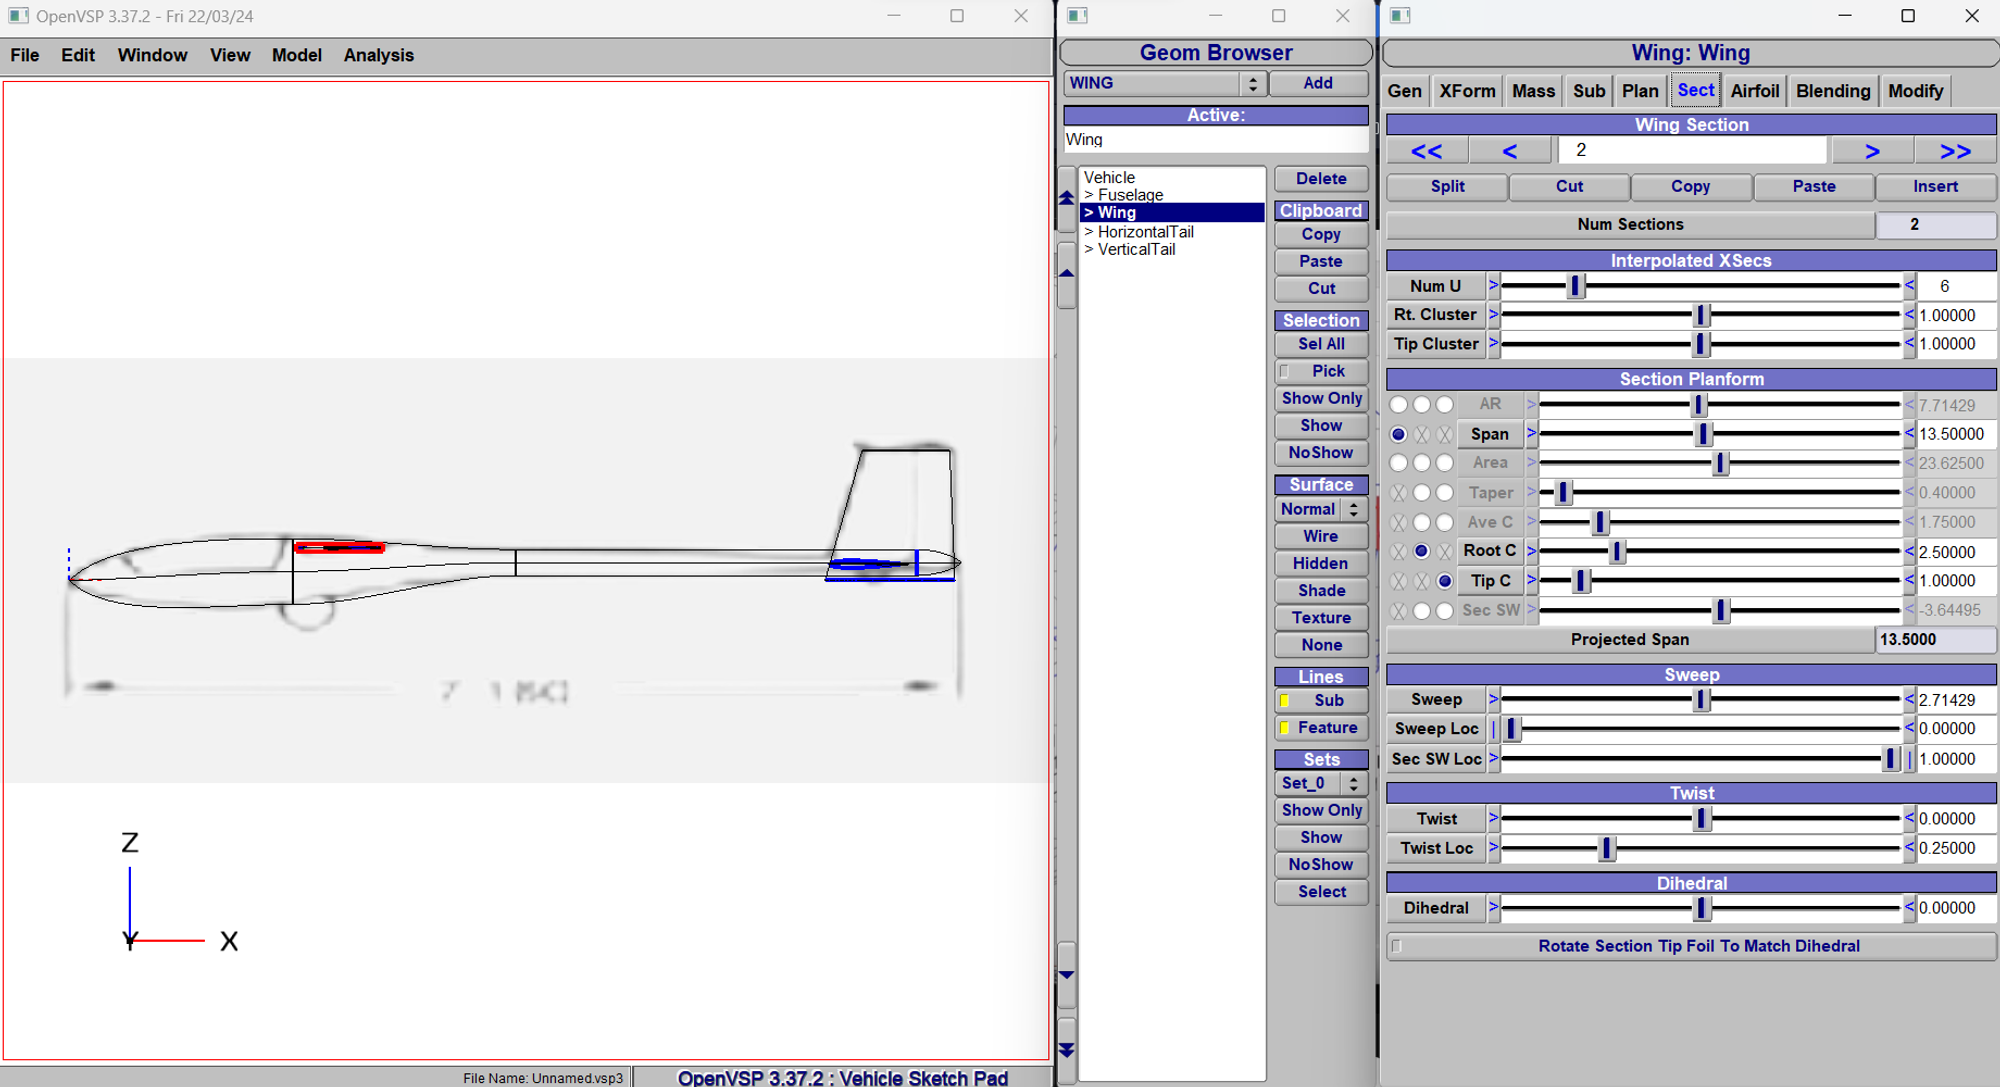 OpenVSP 3.37.2 - Fri 22/03/24
File Edit Window View Model Analysis
Z
Y X
File Name: Unnamed.vsp3
OpenVSP 3.37.2 : Vehicle Sketch Pad
Geom Browser
WING Add
Active:
Wing
Vehicle
> Fuselage
> Wing
> HorizontalTail
> VerticalTail
Delete
Clipboard
Copy
Paste
Cut
Selection
Sel All
Pick
Show Only
Show
NoShow
Surface
Normal
Wire
Hidden
Shade
Texture
None
Lines
Sub
Feature
Sets
Set_0
Show Only
Show
NoShow
Select
Wing: Wing
Gen XForm Mass Sub Plan Sect Airfoil Blending Modify
Wing Section
<< < 2 > >>
Split Cut Copy Paste Insert
Num Sections 2
Interpolated XSecs
Num U > < 6
Rt. Cluster > < 1.00000
Tip Cluster > < 1.00000
Section Planform
AR > < 7.71429
X X Span > < 13.50000
Area > < 23.62500
X Taper > < 0.40000
X Ave C > < 1.75000
X X Root C > < 2.50000
X X Tip C > < 1.00000
X Sec SW > < -3.64495
Projected Span 13.5000
Sweep
Sweep > < 2.71429
Sweep Loc | < 0.00000
Sec SW Loc > | 1.00000
Twist
Twist > < 0.00000
Twist Loc > < 0.25000
Dihedral
Dihedral > < 0.00000
Rotate Section Tip Foil To Match Dihedral